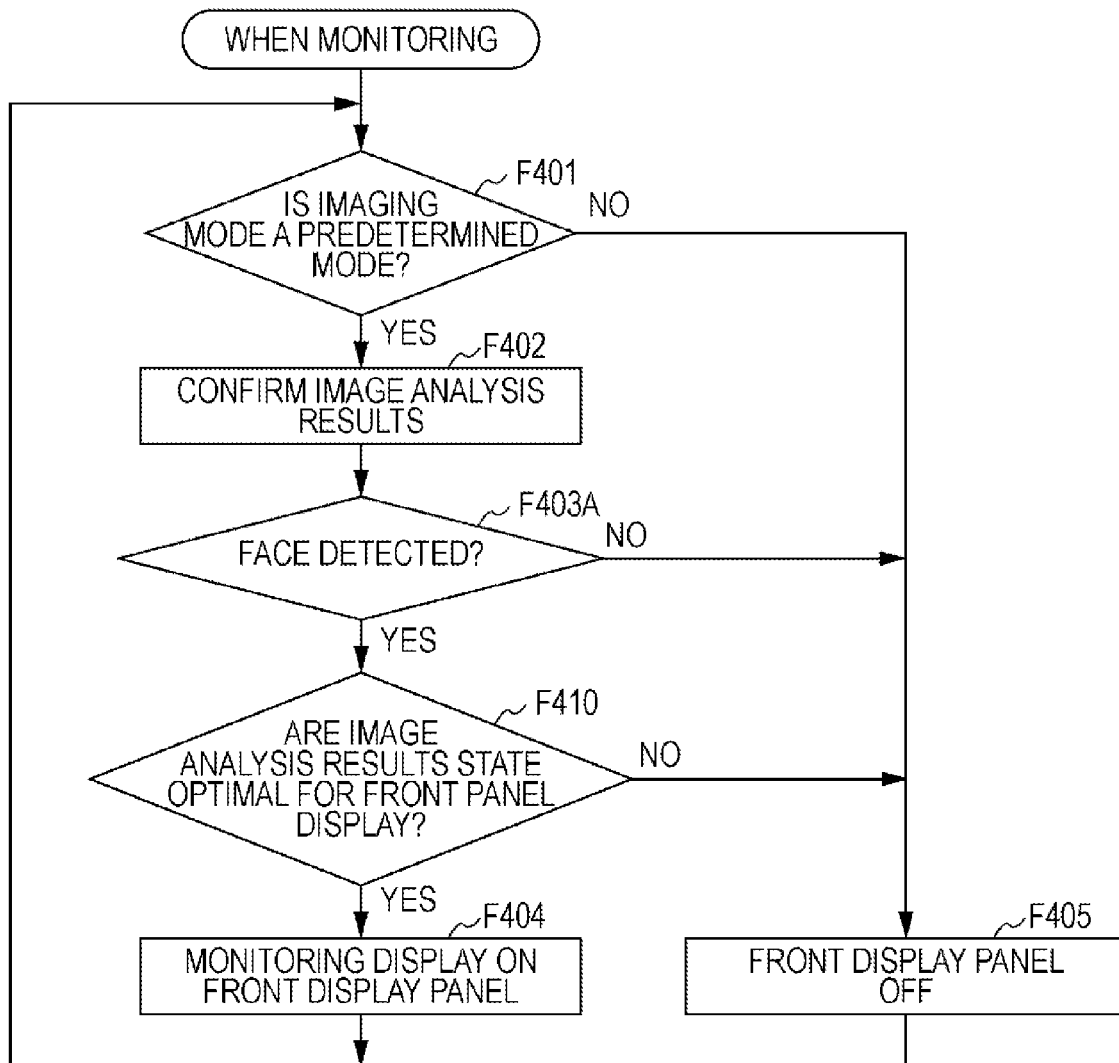 WHEN MONITORING
F401
IS IMAGING
MODE A PREDETERMINED
MODE?
NO
YES
F402
CONFIRM IMAGE ANALYSIS
RESULTS
F403A
FACE DETECTED?
NO
YES
F410
ARE IMAGE
ANALYSIS RESULTS STATE
OPTIMAL FOR FRONT PANEL
DISPLAY?
NO
YES
F404
MONITORING DISPLAY ON
FRONT DISPLAY PANEL
F405
FRONT DISPLAY PANEL
OFF